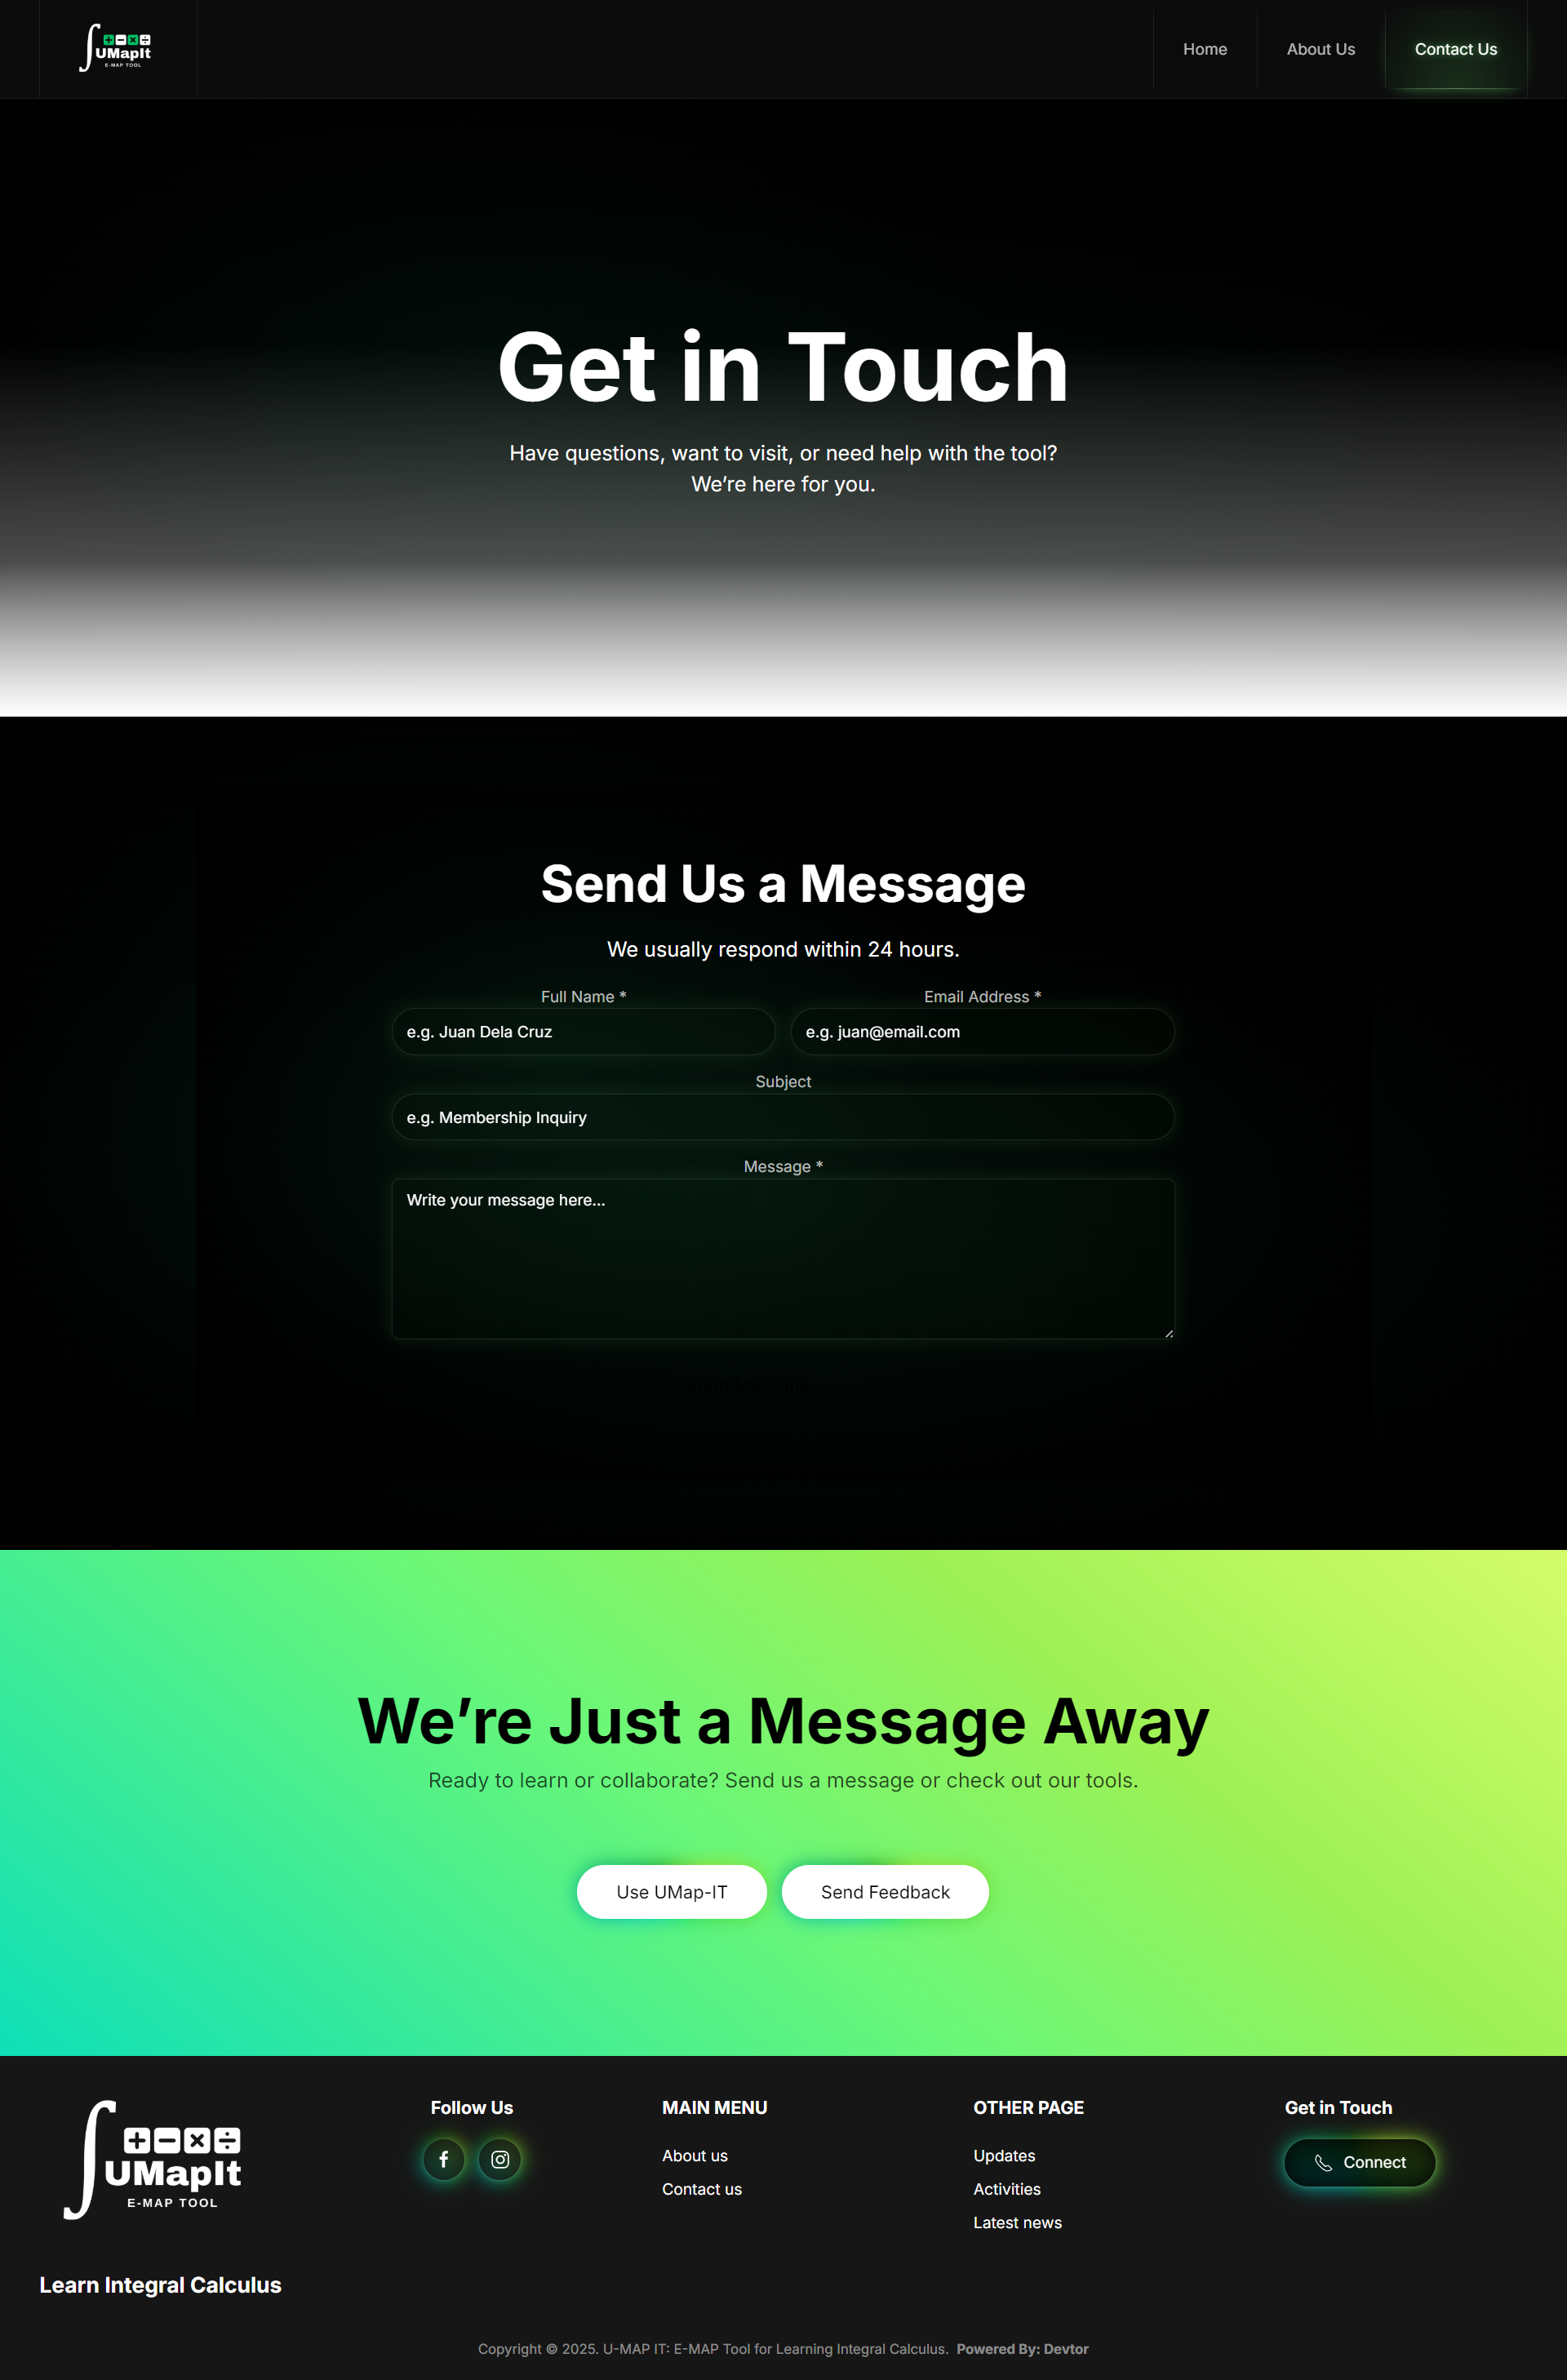 UMapIt
E-MAP TOOL
Home
About Us
Contact Us
Get in Touch
Have questions, want to visit, or need help with the tool?
We’re here for you.
Send Us a Message
We usually respond within 24 hours.
Full Name *
Email Address *
e.g. Juan Dela Cruz
e.g. juan@email.com
Subject
e.g. Membership Inquiry
Message *
Write your message here...
Send Message
We’re Just a Message Away
Ready to learn or collaborate? Send us a message or check out our tools.
Use UMap-IT
Send Feedback
UMapIt
E-MAP TOOL
Learn Integral Calculus
Follow Us
MAIN MENU
About us
Contact us
OTHER PAGE
Updates
Activities
Latest news
Get in Touch
Connect
Copyright © 2025. U-MAP IT: E-MAP Tool for Learning Integral Calculus. Powered By: Devtor